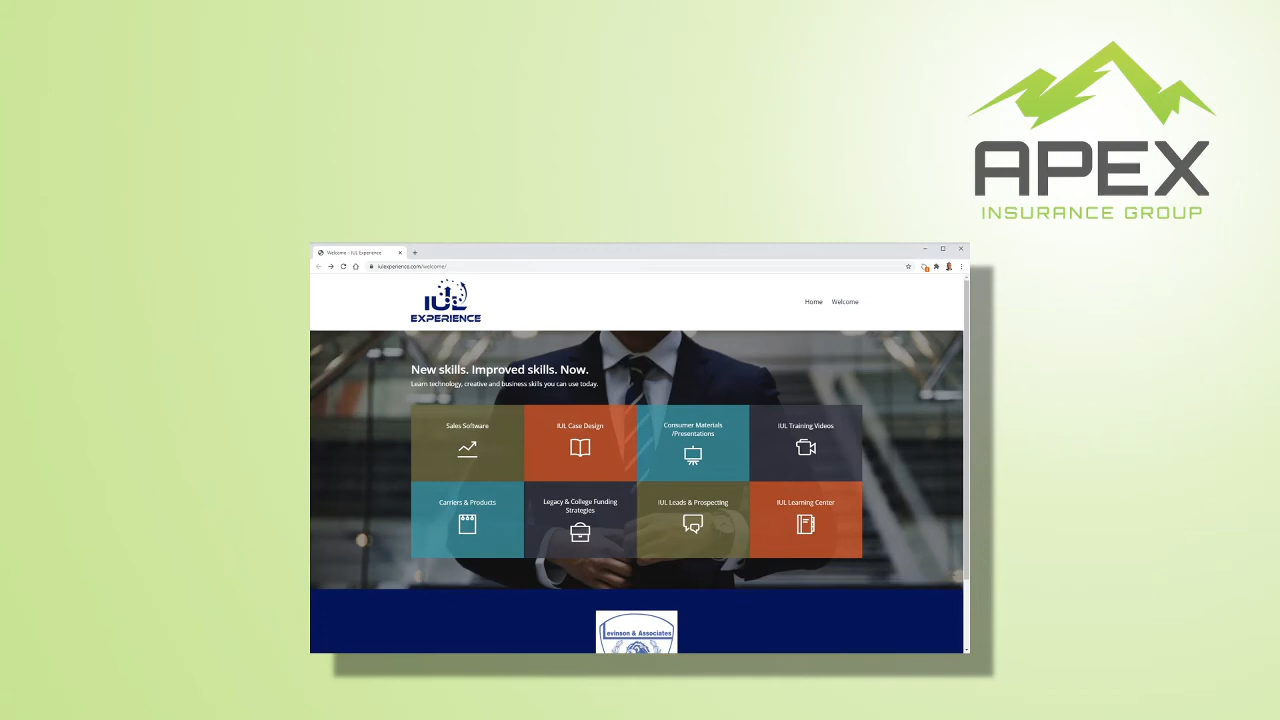 APEX
INSURANCE GROUP
Welcome - IUL Experience
iulexperience.com/welcome/
IUL
EXPERIENCE
Home Welcome
New skills. Improved skills. Now.
Learn technology, creative and business skills you can use today.
Sales Software
IUL Case Design
Consumer Materials
/Presentations
IUL Training Videos
Carriers & Products
Legacy & College Funding
Strategies
IUL Leads & Prospecting
IUL Learning Center
Levinson & Associates